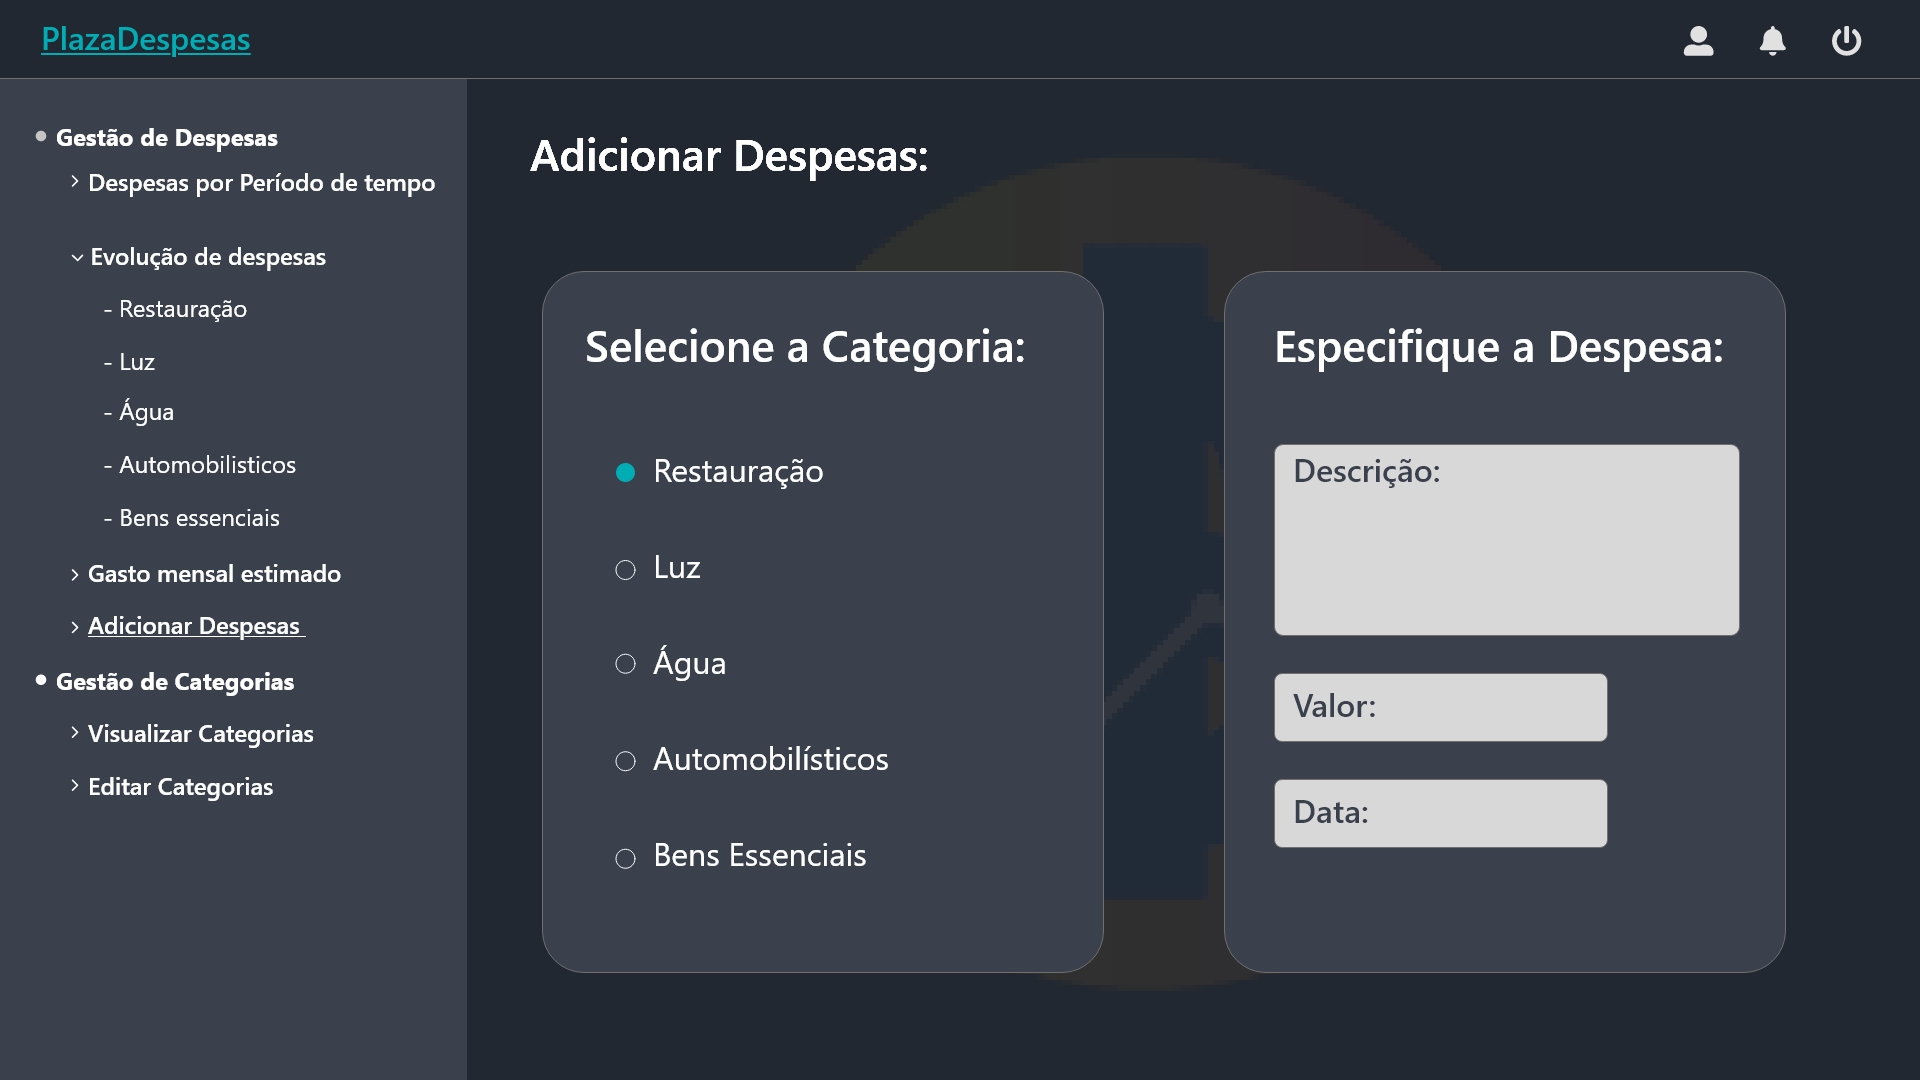 PlazaDespesas
Gestão de Despesas
Despesas por Período de tempo
Evolução de despesas
- Restauração
- Luz
- Água
- Automobilisticos
- Bens essenciais
Gasto mensal estimado
Adicionar Despesas
Gestão de Categorias
Visualizar Categorias
Editar Categorias
Adicionar Despesas:
Selecione a Categoria:
Restauração
Luz
Água
Automobilísticos
Bens Essenciais
Especifique a Despesa:
Descrição:
Valor:
Data: